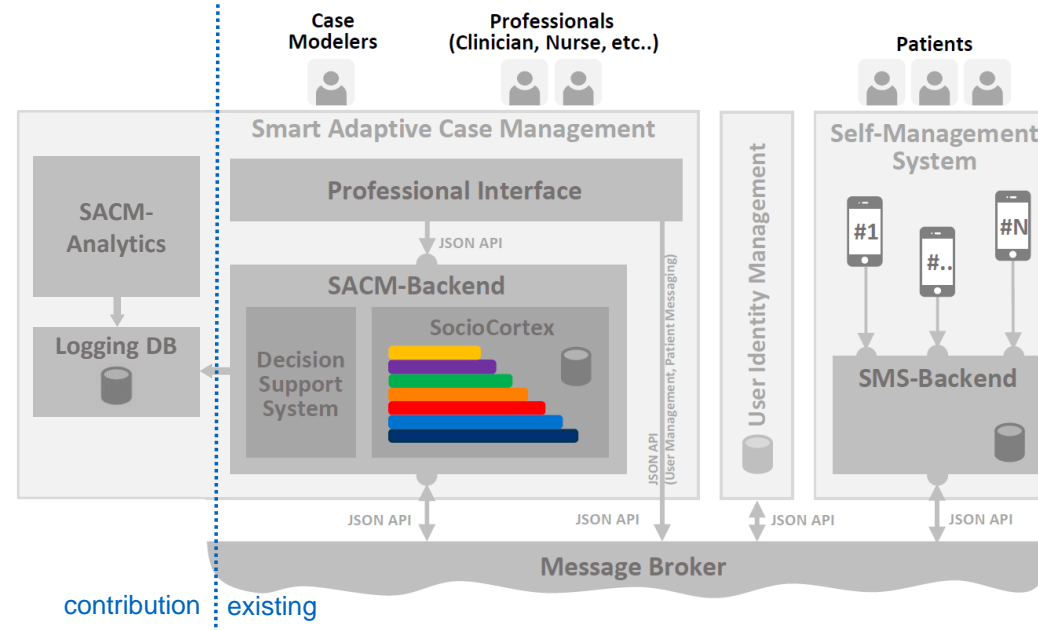 Case
Modelers
Professionals
(Clinician, Nurse, etc..)
Patients
Smart Adaptive Case Management
Self-Management
System
Professional Interface
SACM-
Analytics
JSON API
User Identity Management
#1
#..
#N
SACM-Backend
SocioCortex
Decision
Support
System
Logging DB
JSON API
(User Management, Patient Messaging)
SMS-Backend
JSON API
JSON API
JSON API
JSON API
Message Broker
contribution
existing